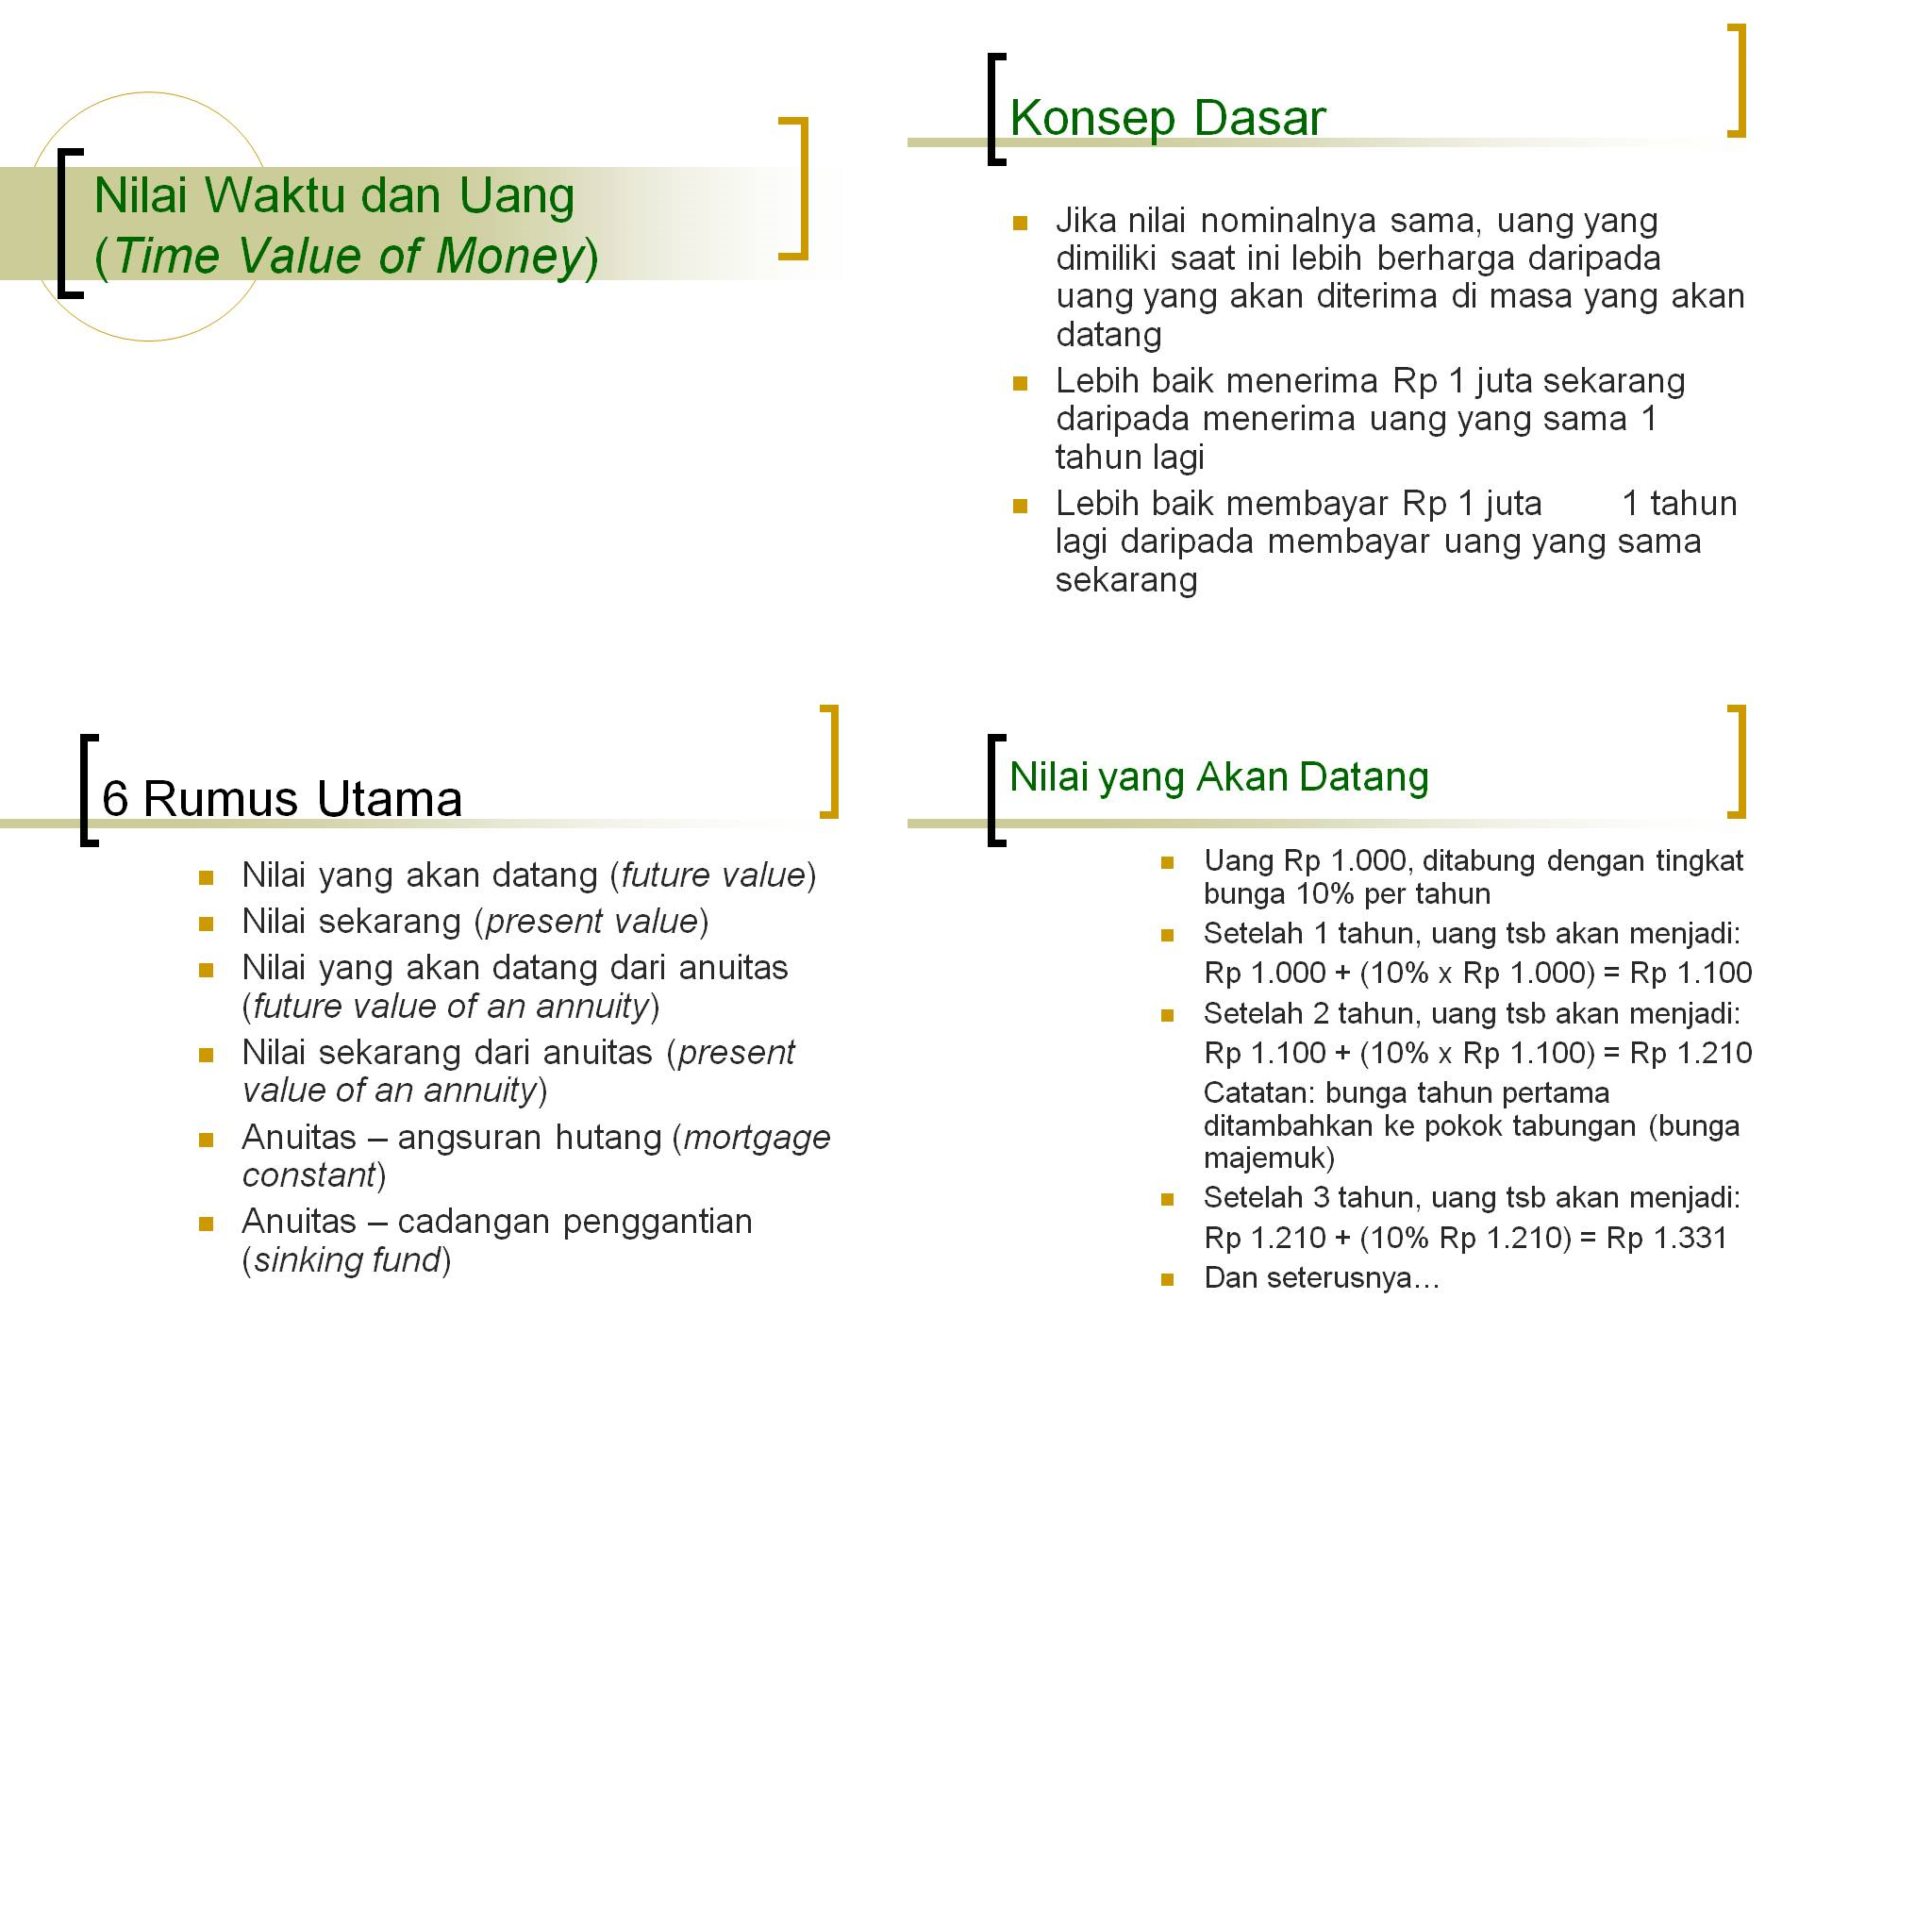 Nilai Waktu dan Uang
(Time Value of Money)
Konsep Dasar
Jika nilai nominalnya sama, uang yang
dimiliki saat ini lebih berharga daripada
uang yang akan diterima di masa yang akan
datang
Lebih baik menerima Rp 1 juta sekarang
daripada menerima uang yang sama 1
tahun lagi
Lebih baik membayar Rp 1 juta 1 tahun
lagi daripada membayar uang yang sama
sekarang
6 Rumus Utama
Nilai yang akan datang (future value)
Nilai sekarang (present value)
Nilai yang akan datang dari anuitas
(future value of an annuity)
Nilai sekarang dari anuitas (present
value of an annuity)
Anuitas – angsuran hutang (mortgage
constant)
Anuitas – cadangan penggantian
(sinking fund)
Nilai yang Akan Datang
Uang Rp 1.000, ditabung dengan tingkat
bunga 10% per tahun
Setelah 1 tahun, uang tsb akan menjadi:
Rp 1.000 + (10% x Rp 1.000) = Rp 1.100
Setelah 2 tahun, uang tsb akan menjadi:
Rp 1.100 + (10% x Rp 1.100) = Rp 1.210
Catatan: bunga tahun pertama
ditambahkan ke pokok tabungan (bunga
majemuk)
Setelah 3 tahun, uang tsb akan menjadi:
Rp 1.210 + (10% Rp 1.210) = Rp 1.331
Dan seterusnya…